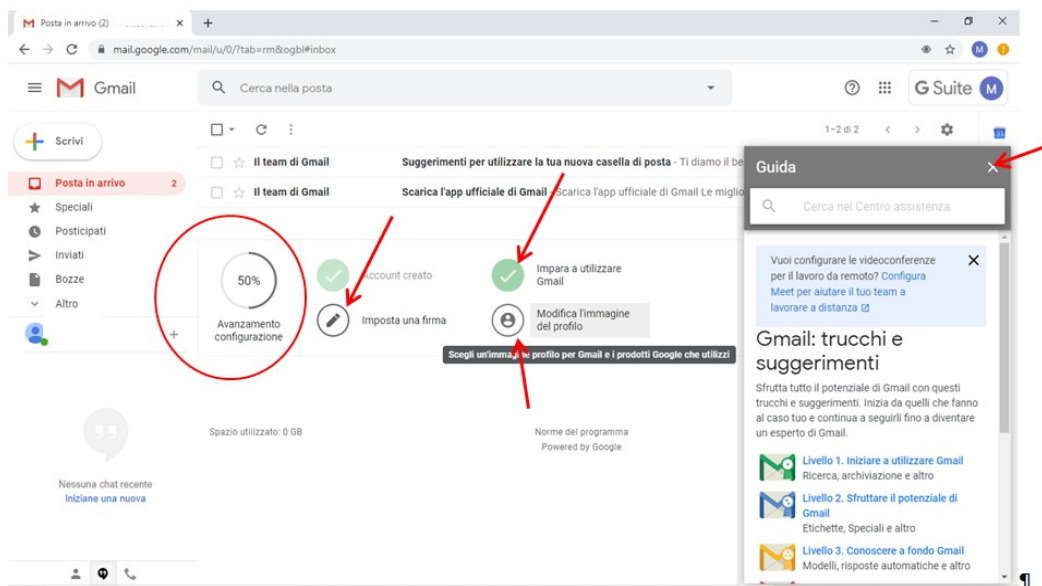 Posta in arrivo (2)
mail.google.com/mail/u/0/?tab=rm&ogbl#inbox
M
Gmail
Cerca nella posta
G Suite
M
Scrivi
1–2 di 2
31
Posta in arrivo 2
Speciali
Posticipati
Inviati
Bozze
Altro
Il team di Gmail Suggerimenti per utilizzare la tua nuova casella di posta - Ti diamo il be
Il team di Gmail Scarica l'app ufficiale di Gmail - Scarica l'app ufficiale di Gmail Le miglio
50%
Avanzamento
configurazione
Account creato
Imposta una firma
Impara a utilizzare
Gmail
Modifica l'immagine
del profilo
Scegli un'immagine profilo per Gmail e i prodotti Google che utilizzi
Spazio utilizzato: 0 GB
Norme del programma
Powered by Google
Nessuna chat recente
Iniziane una nuova
Guida
Cerca nel Centro assistenza
Vuoi configurare le videoconferenze
per il lavoro da remoto? Configura
Meet per aiutare il tuo team a
lavorare a distanza
Gmail: trucchi e
suggerimenti
Sfrutta tutto il potenziale di Gmail con questi
trucchi e suggerimenti. Inizia da quelli che fanno
al caso tuo e continua a seguirli fino a diventare
un esperto di Gmail.
Livello 1. Iniziare a utilizzare Gmail
Ricerca, archiviazione e altro
Livello 2. Sfruttare il potenziale di
Gmail
Etichette, Speciali e altro
Livello 3. Conoscere a fondo Gmail
Modelli, risposte automatiche e altro
¶